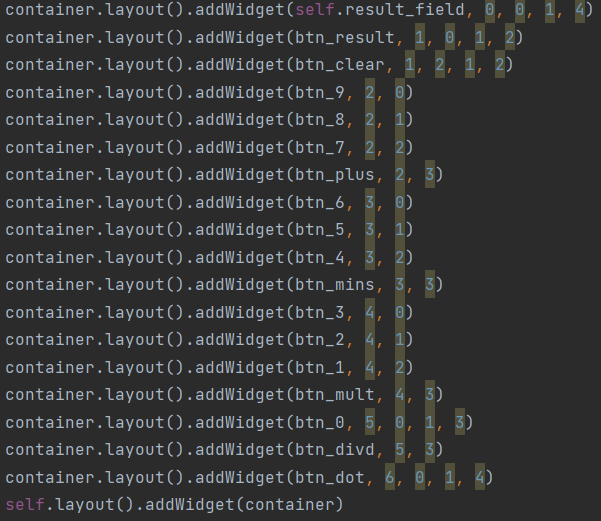 container.layout().addWidget(self.result_field, 0, 0, 1, 4)
container.layout().addWidget(btn_result, 1, 0, 1, 2)
container.layout().addWidget(btn_clear, 1, 2, 1, 2)
container.layout().addWidget(btn_9, 2, 0)
container.layout().addWidget(btn_8, 2, 1)
container.layout().addWidget(btn_7, 2, 2)
container.layout().addWidget(btn_plus, 2, 3)
container.layout().addWidget(btn_6, 3, 0)
container.layout().addWidget(btn_5, 3, 1)
container.layout().addWidget(btn_4, 3, 2)
container.layout().addWidget(btn_mins, 3, 3)
container.layout().addWidget(btn_3, 4, 0)
container.layout().addWidget(btn_2, 4, 1)
container.layout().addWidget(btn_1, 4, 2)
container.layout().addWidget(btn_mult, 4, 3)
container.layout().addWidget(btn_0, 5, 0, 1, 3)
container.layout().addWidget(btn_divd, 5, 3)
container.layout().addWidget(btn_dot, 6, 0, 1, 4)
self.layout().addWidget(container)